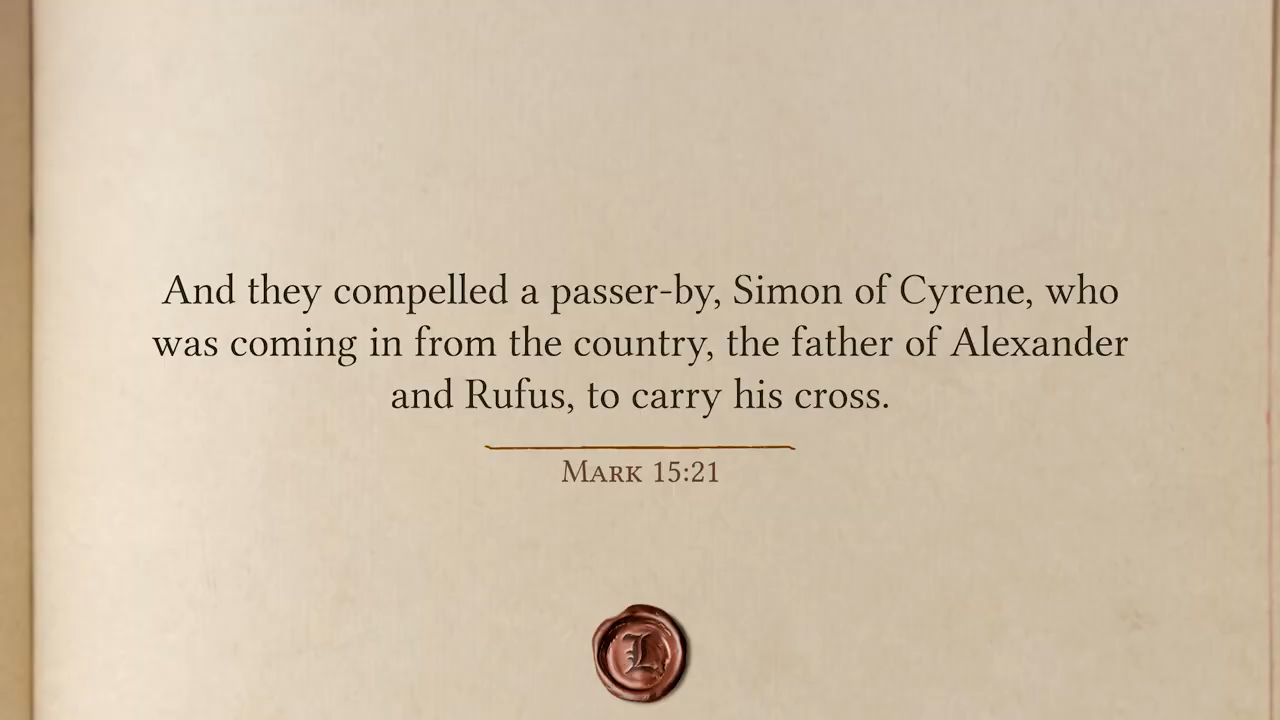 And they compelled a passer-by, Simon of Cyrene, who
was coming in from the country, the father of Alexander
and Rufus, to carry his cross.
Mark 15:21
L